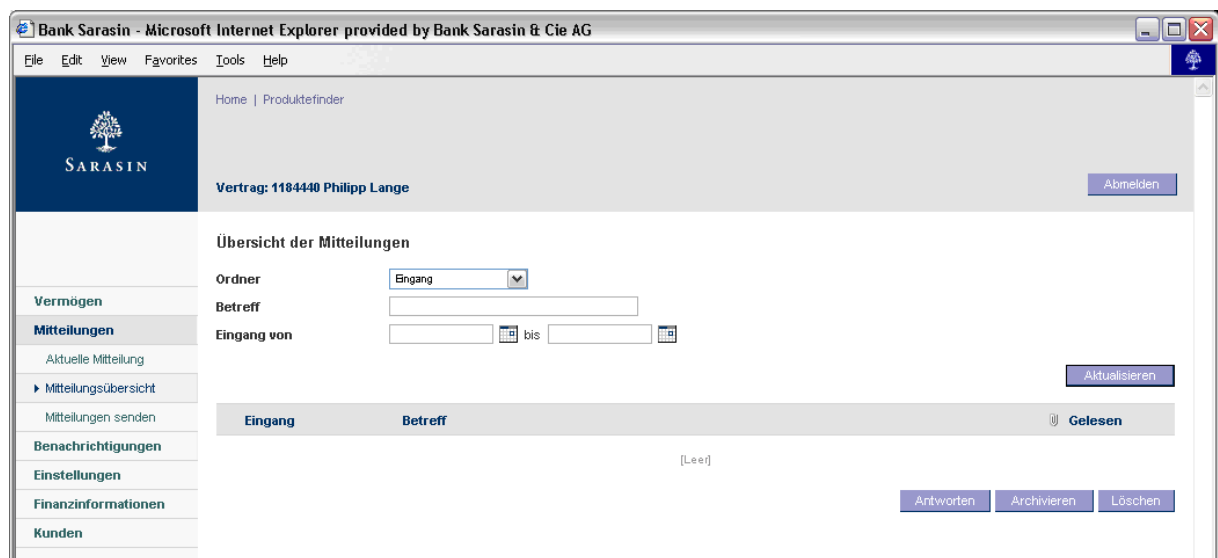 Bank Sarasin - Microsoft Internet Explorer provided by Bank Sarasin & Cie AG
File Edit View Favorites Tools Help
Home | Produktefinder
SARASIN
Vertrag: 1184440 Philipp Lange
Abmelden
Übersicht der Mitteilungen
Ordner Eingang
Vermögen
Betreff
Mitteilungen
Eingang von bis
Aktuelle Mitteilung
Mitteilungsübersicht
Aktualisieren
Mitteilungen senden
Eingang Betreff Gelesen
Benachrichtigungen
[Leer]
Einstellungen
Finanzinformationen
Antworten Archivieren Löschen
Kunden